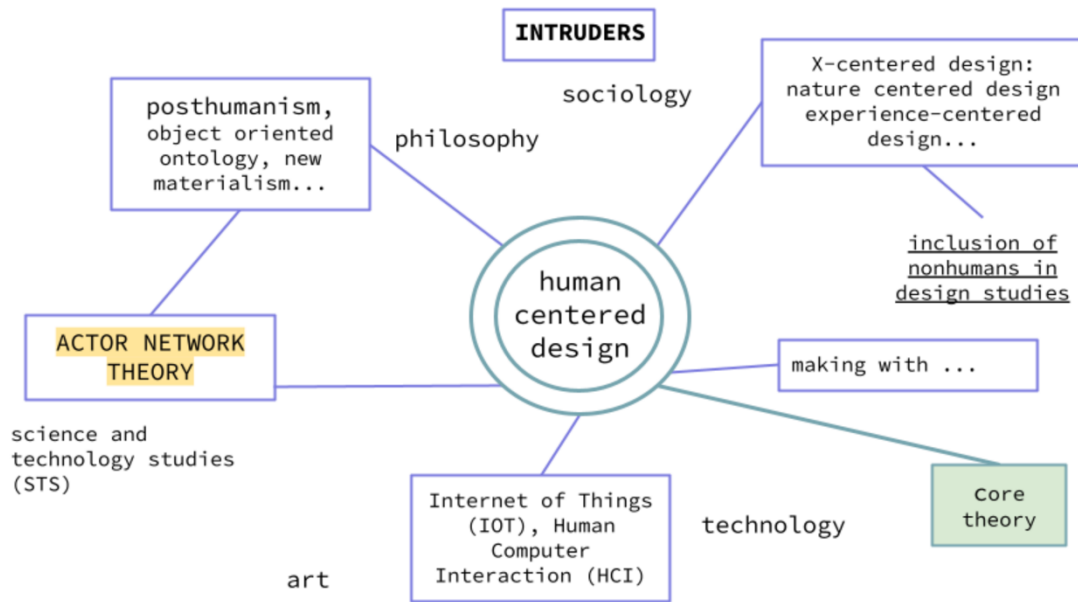 INTRUDERS
sociology
philosophy
posthumanism,
object oriented
ontology, new
materialism...
X-centered design:
nature centered design
experience-centered
design...
inclusion of
nonhumans in
design studies
human
centered
design
ACTOR NETWORK
THEORY
making with ...
science and
technology studies
(STS)
Internet of Things
(IOT), Human
Computer
Interaction (HCI)
technology
Core
theory
art